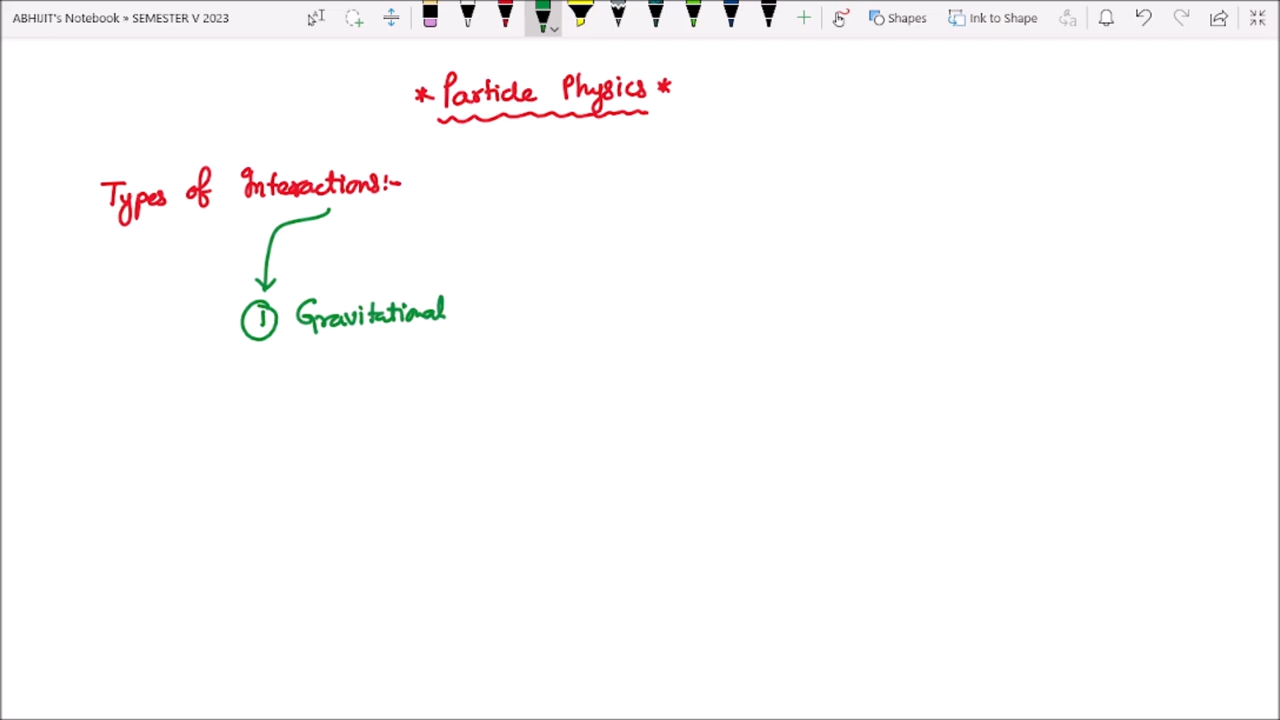 ABHIJIT's Notebook » SEMESTER V 2023
Shapes
Ink to Shape
* Particle Physics *
Types of Interactions:-
① Gravitational